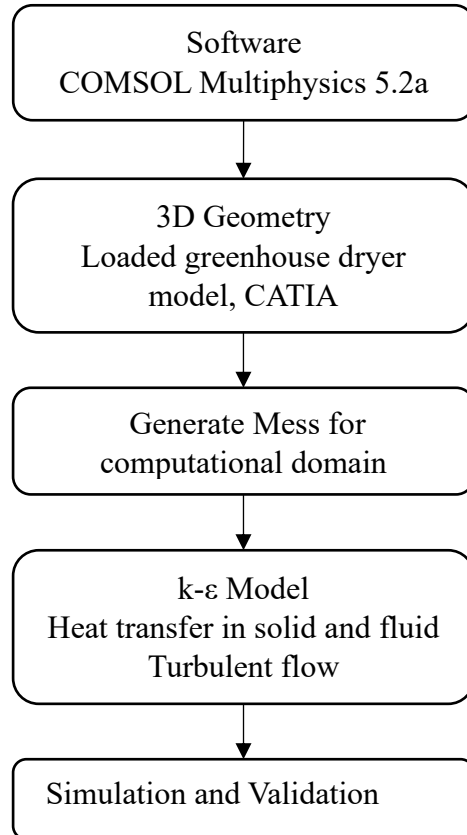 Software
COMSOL Multiphysics 5.2a
3D Geometry
Loaded greenhouse dryer
model, CATIA
Generate Mess for
computational domain
k-ε Model
Heat transfer in solid and fluid
Turbulent flow
Simulation and Validation